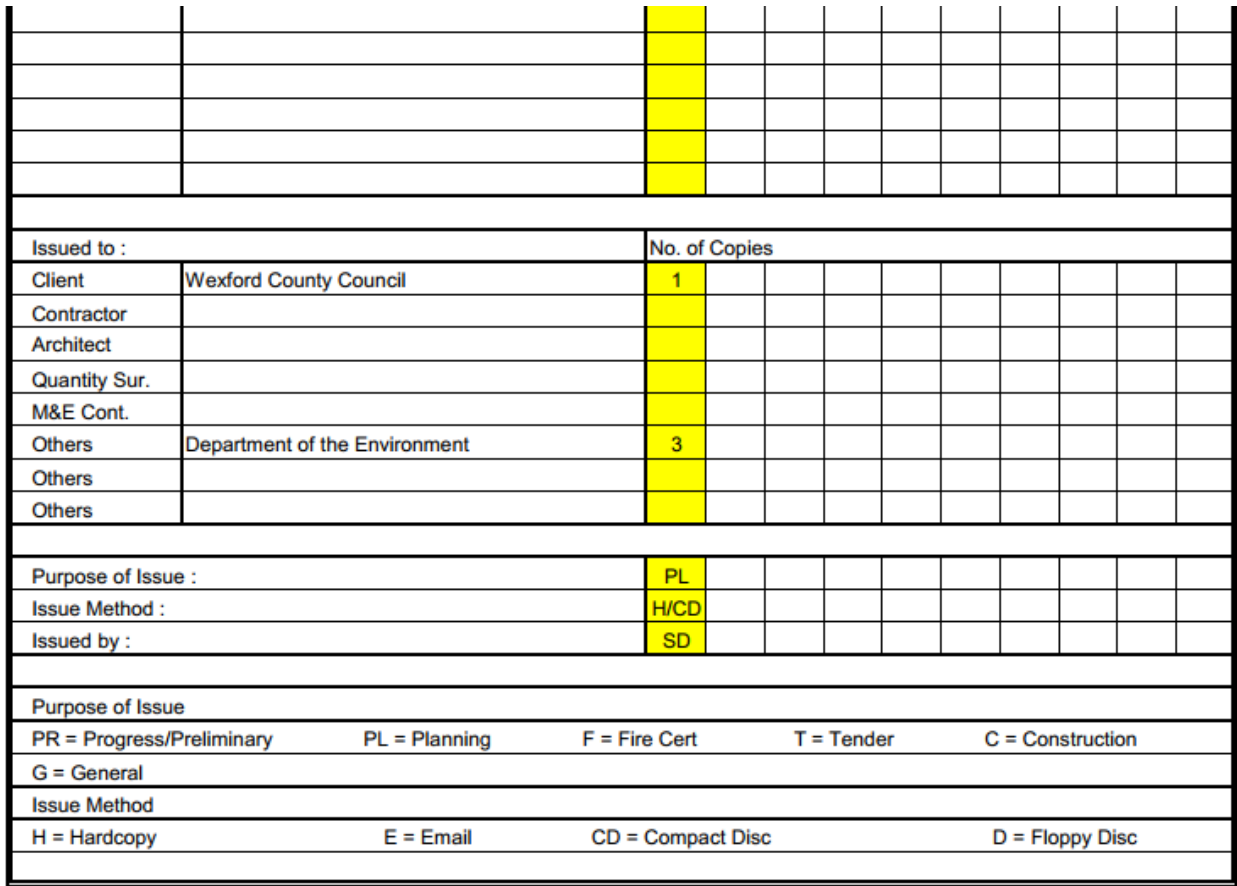 Issued to : No. of Copies
Client Wexford County Council 1
Contractor
Architect
Quantity Sur.
M&E Cont.
Others Department of the Environment 3
Others
Others
Purpose of Issue : PL
Issue Method : H/CD
Issued by : SD
Purpose of Issue
PR = Progress/Preliminary PL = Planning F = Fire Cert T = Tender C = Construction
G = General
Issue Method
H = Hardcopy E = Email CD = Compact Disc D = Floppy Disc